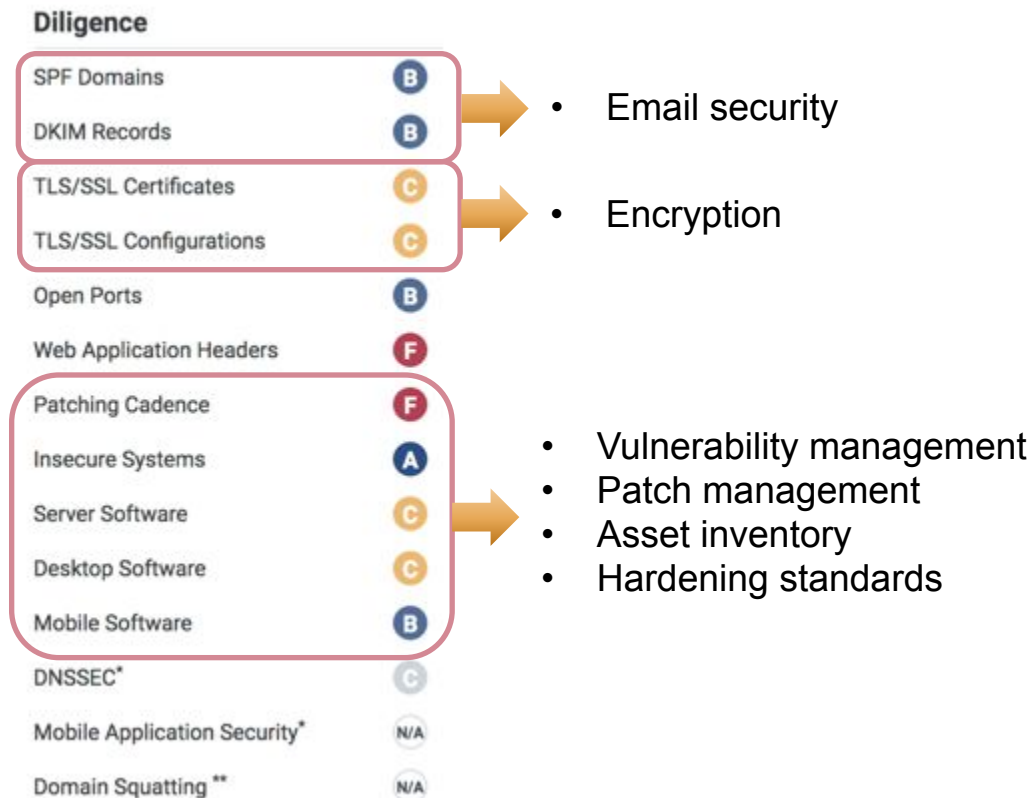 Diligence
SPF Domains B
DKIM Records B
• Email security
TLS/SSL Certificates C
TLS/SSL Configurations C
• Encryption
Open Ports B
Web Application Headers F
Patching Cadence F
Insecure Systems A
Server Software C
Desktop Software C
Mobile Software B
• Vulnerability management
• Patch management
• Asset inventory
• Hardening standards
DNSSEC* C
Mobile Application Security* N/A
Domain Squatting ** N/A